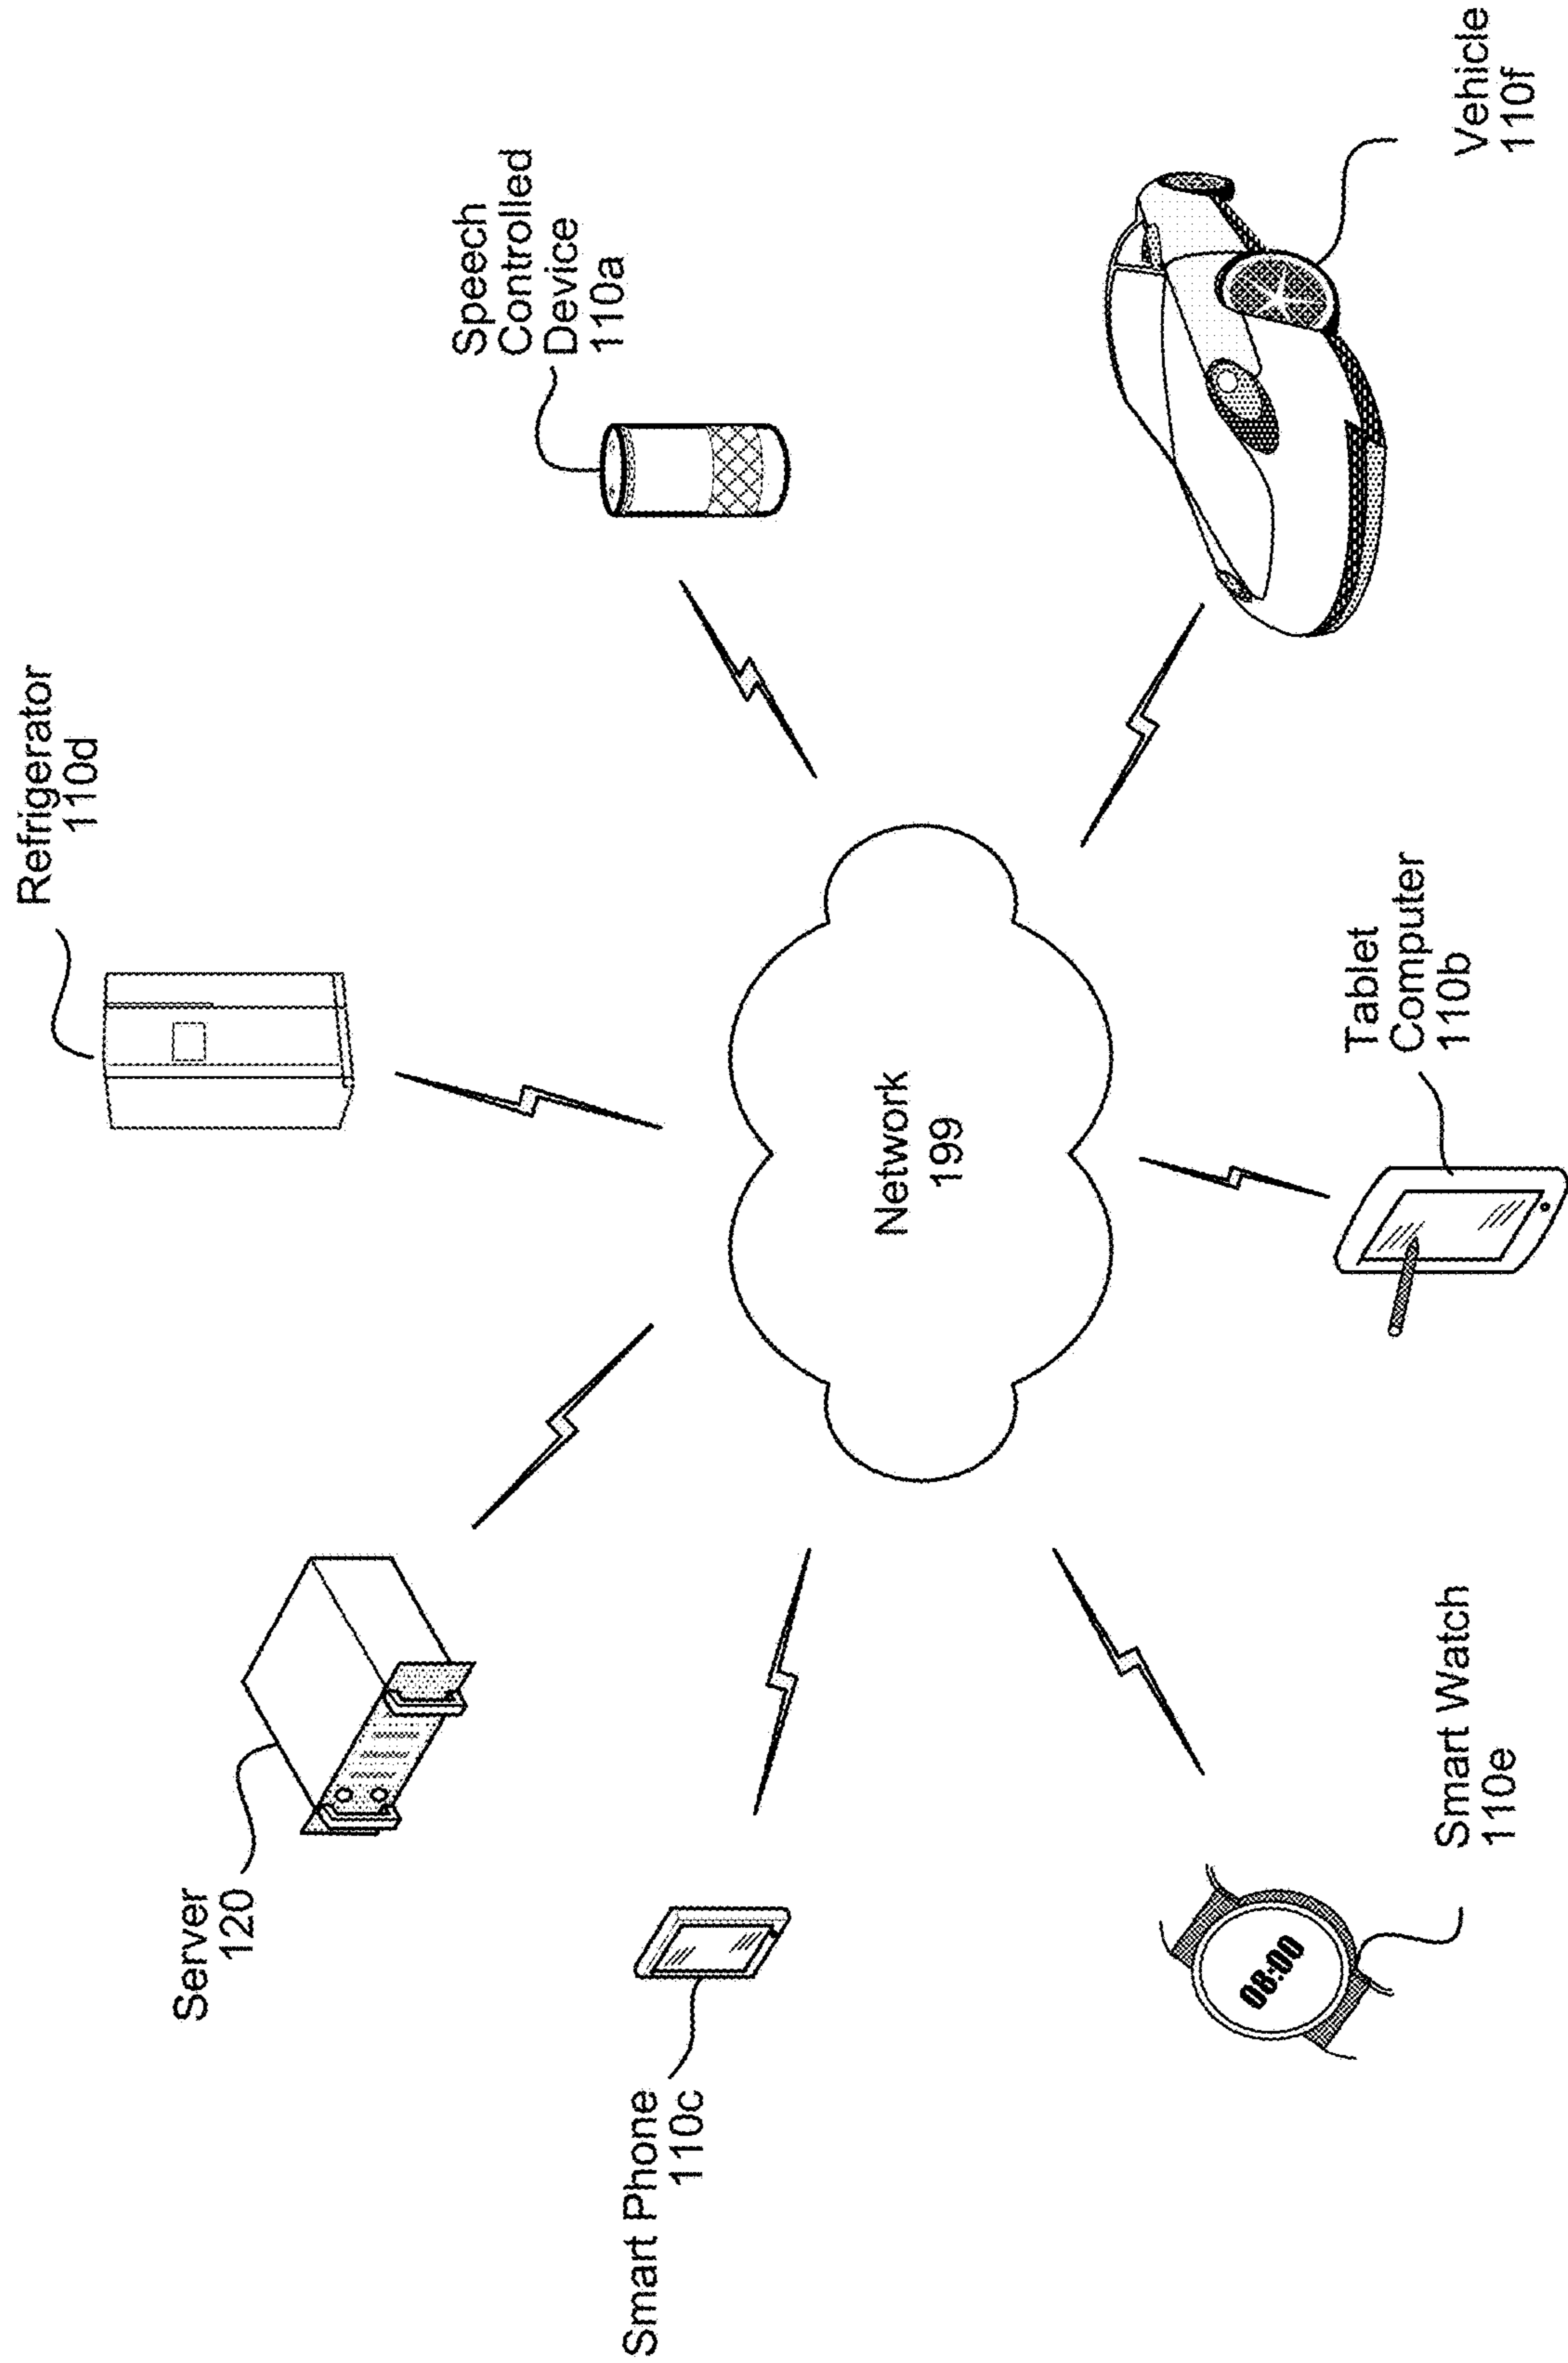 Server
120
Refrigerator
110d
Speech
Controlled
Device
110a
Smart Phone
110c
Network
199
08:00
Smart Watch
110e
Tablet
Computer
110b
Vehicle
110f